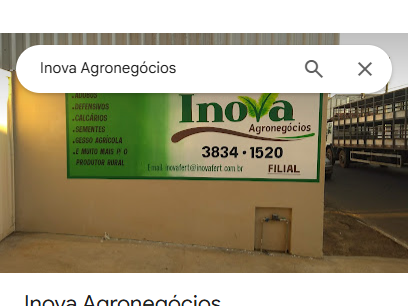 Inova Agronegócios
.ADUBOS
.DEFENSIVOS
.CALCÁRIOS
.SEMENTES
.GESSO AGRÍCOLA
.E MUITO MAIS P/ O
PRODUTOR RURAL
Inova
Agronegócios
3834 • 1520
Email: inovafert@inovafert.com.br
FILIAL
Inova Agronegócios